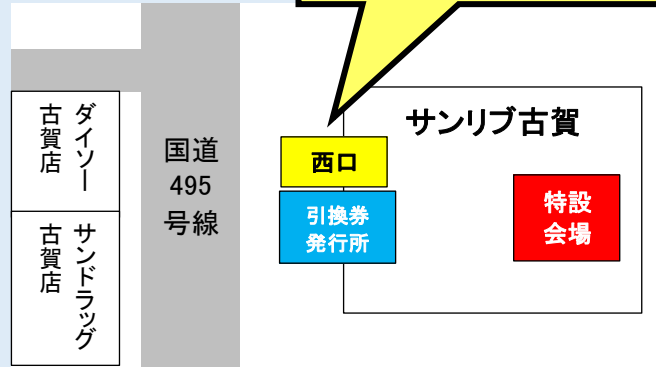 ダイソー
古賀店
サンドラッグ
古賀店
国道
495
号線
サンリブ古賀
西口
引換券
発行所
特設
会場